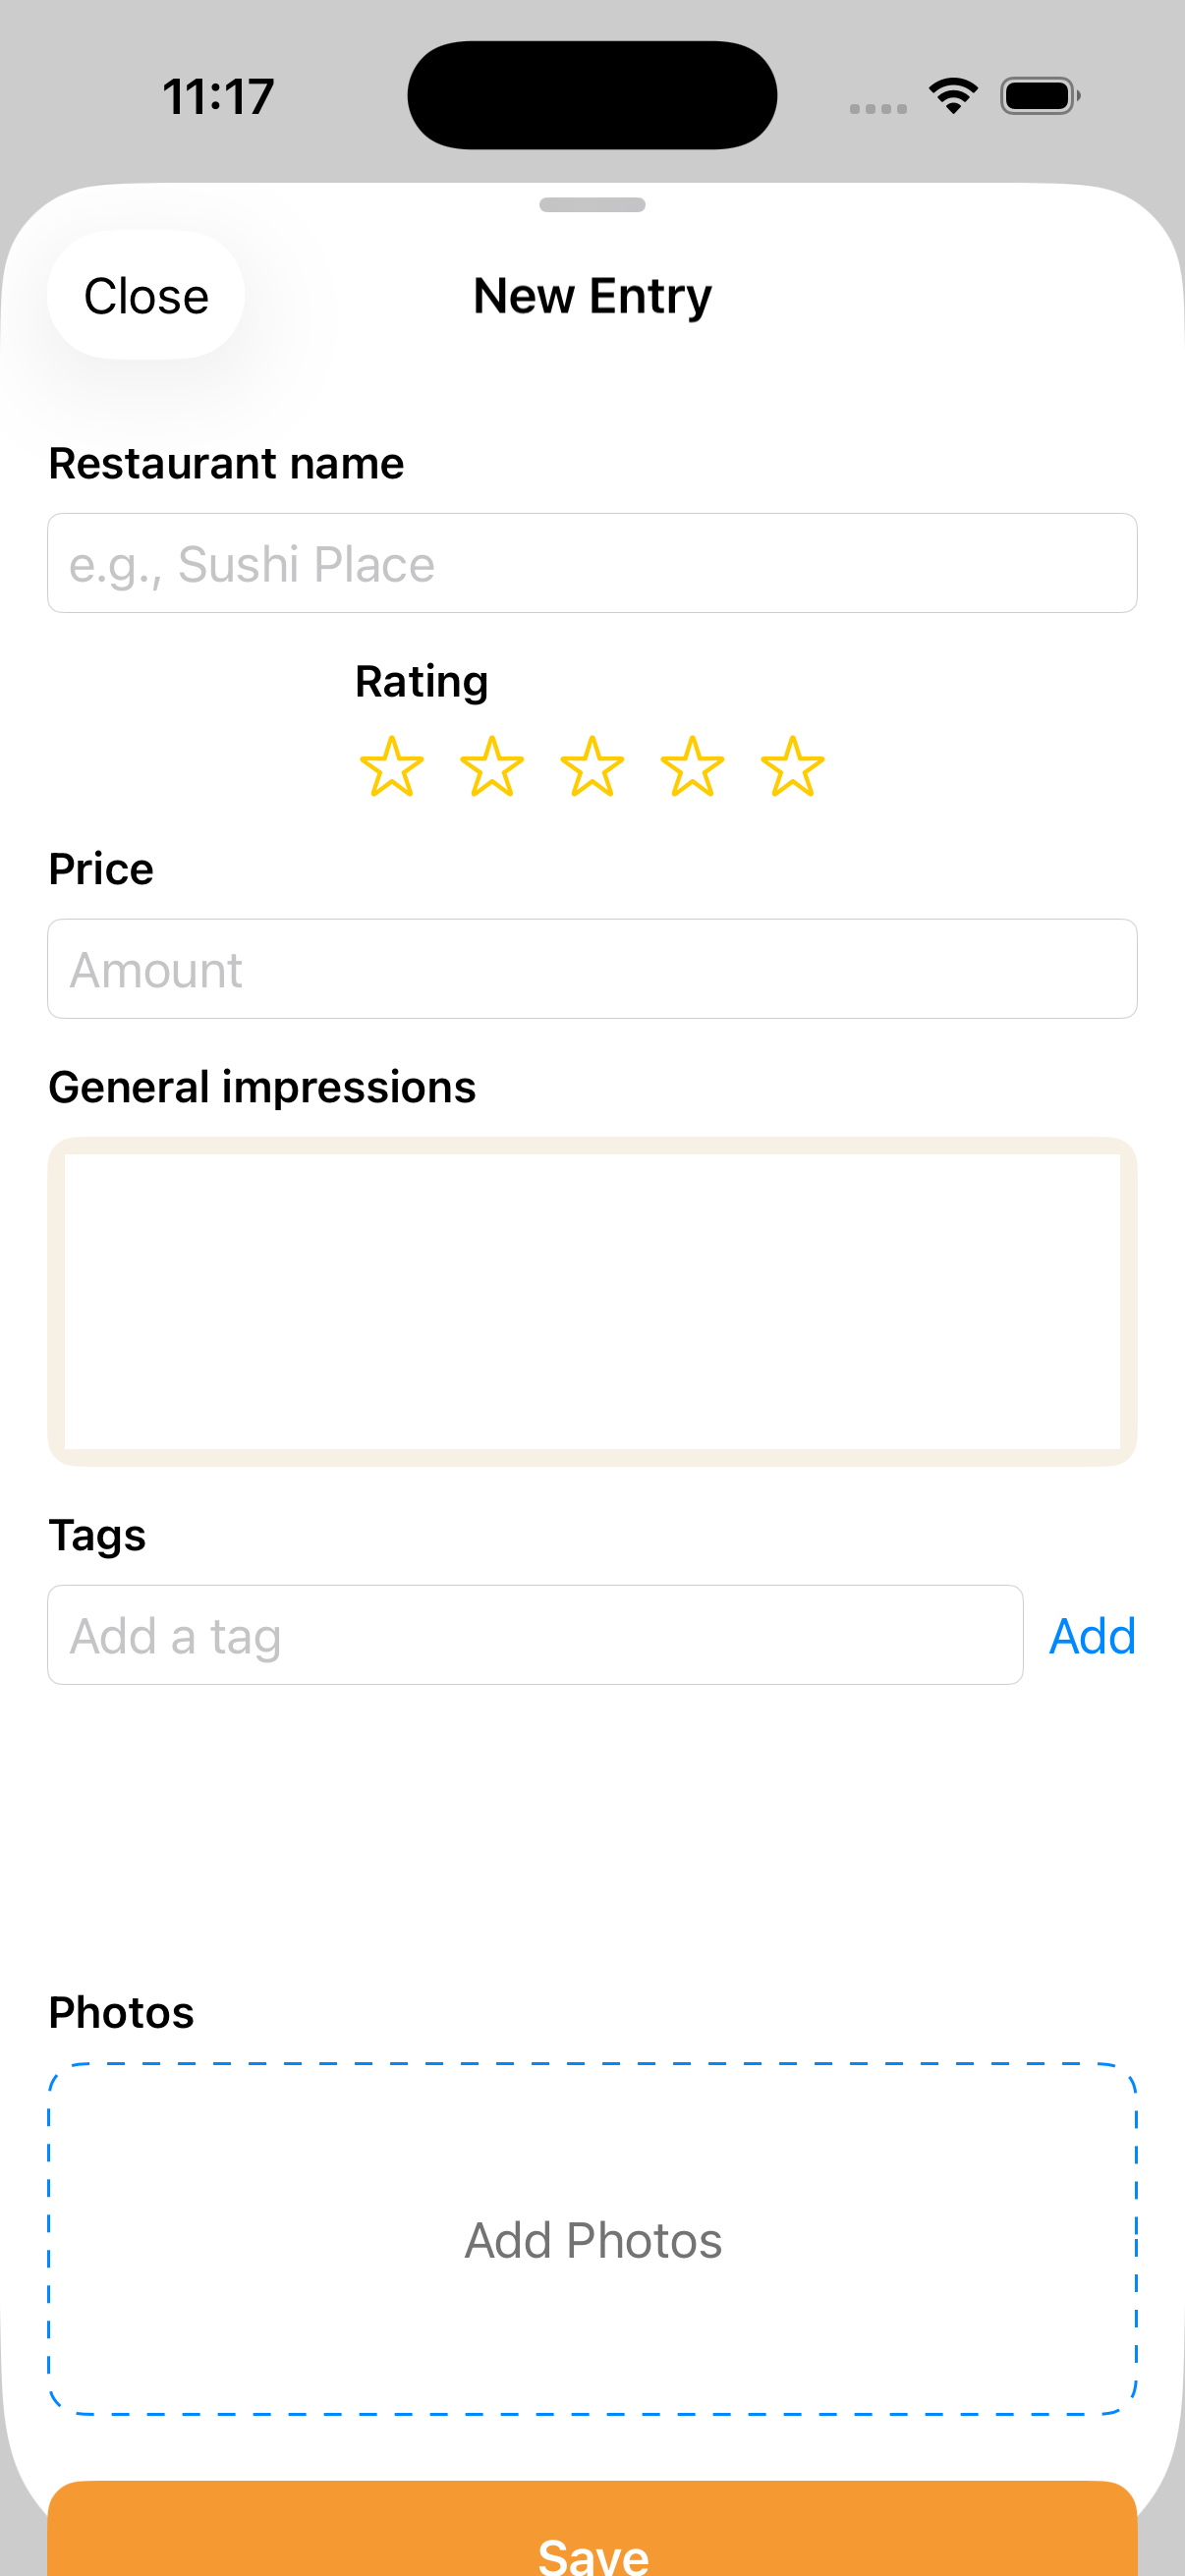 11:17
Close
New Entry
Restaurant name
e.g., Sushi Place
Rating
Price
Amount
General impressions
Tags
Add a tag
Add
Photos
Add Photos
Save